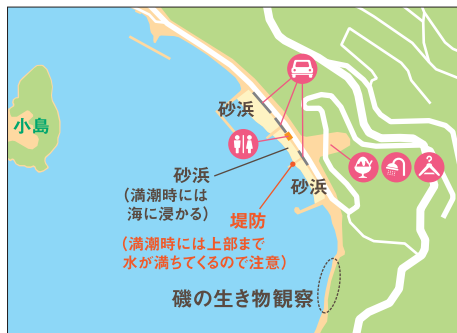 砂浜
小島
砂浜
(満潮時には
海に浸かる)
砂浜
堤防
(満潮時には上部まで
水が満ちてくるので注意)
磯の生き物観察